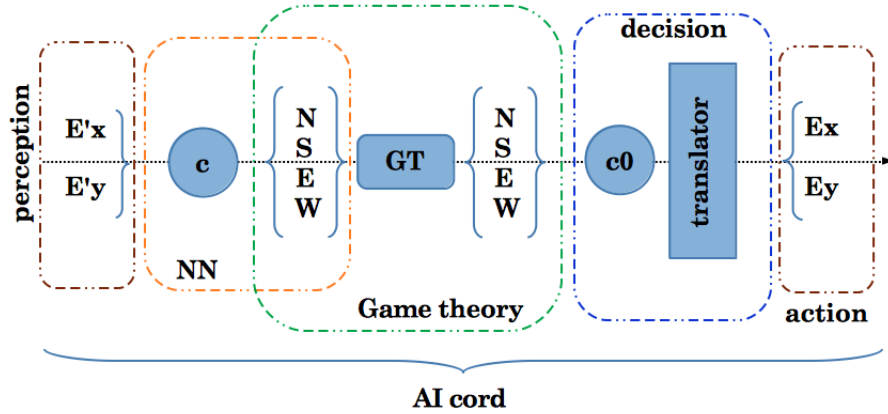 perception
E'x
E'y
c
NN
N
S
E
W
GT
N
S
E
W
Game theory
decision
c0
translator
Ex
Ey
action
AI cord